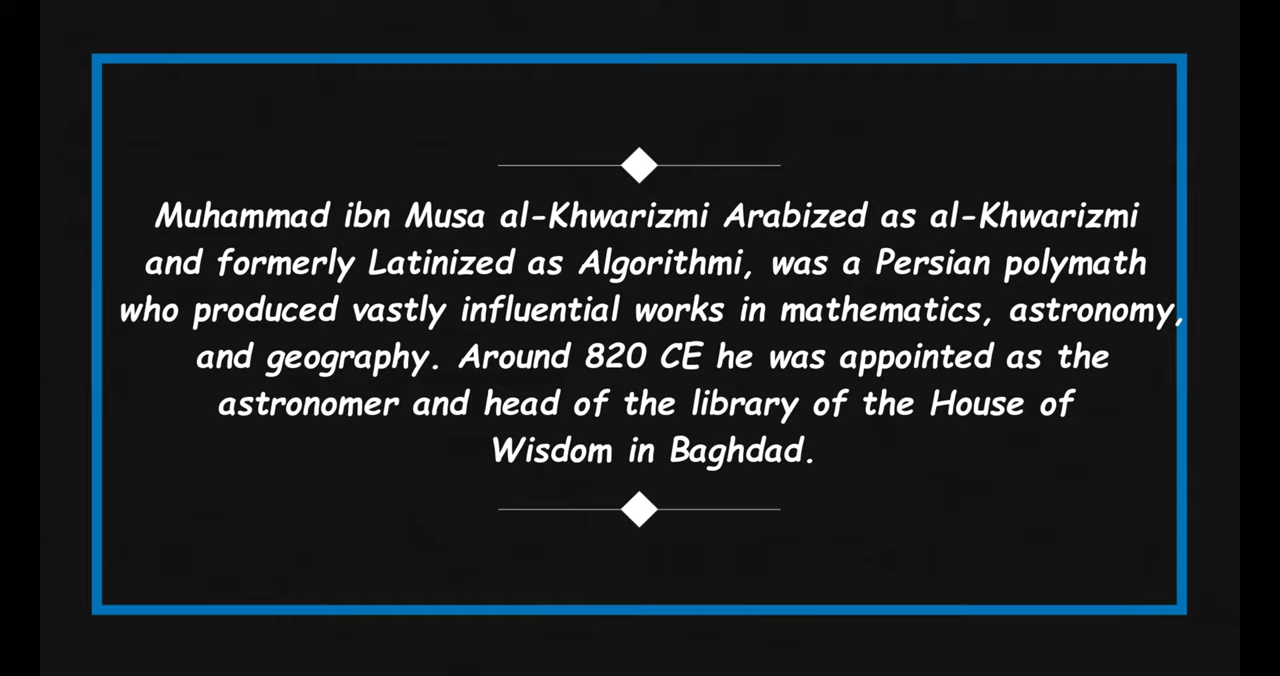 Muhammad ibn Musa al-Khwarizmi Arabized as al-Khwarizmi
and formerly Latinized as Algorithmi, was a Persian polymath
who produced vastly influential works in mathematics, astronomy,
and geography. Around 820 CE he was appointed as the
astronomer and head of the library of the House of
Wisdom in Baghdad.